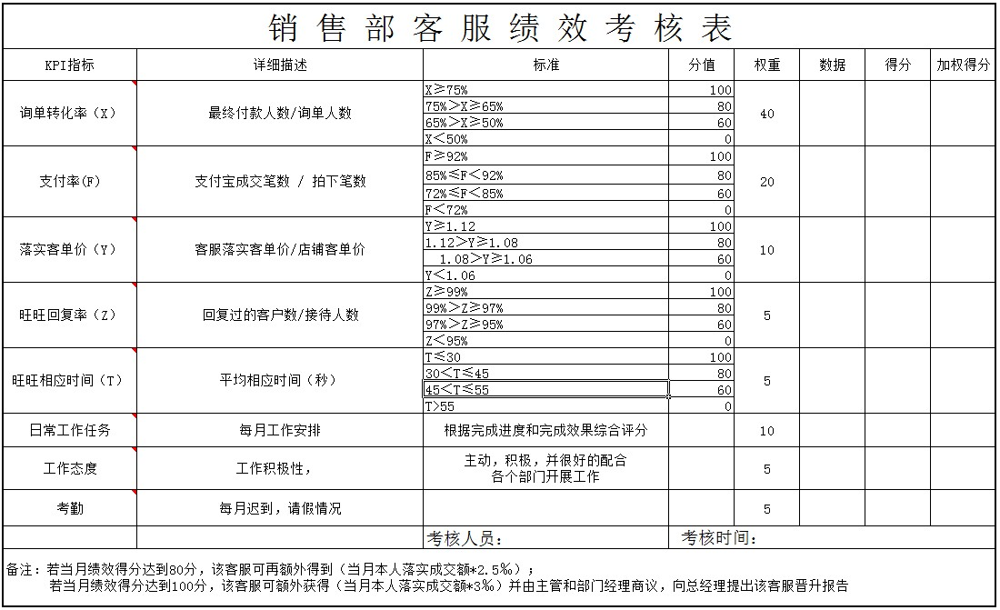 销售部客服绩效考核表
KPI指标 详细描述 标准 分值 权重 数据 得分 加权得分
询单转化率（X） 最终付款人数/询单人数 40
X≥75% 100
75%>X≥65% 80
65%>X≥50% 60
X<50% 0
支付率(F) 支付宝成交笔数 / 拍下笔数 20
F≥92% 100
85%≤F<92% 80
72%≤F<85% 60
F<72% 0
落实客单价（Y） 客服落实客单价/店铺客单价 10
Y≥1.12 100
1.12>Y≥1.08 80
1.08>Y≥1.06 60
Y<1.06 0
旺旺回复率（Z） 回复过的客户数/接待人数 5
Z≥99% 100
99%>Z≥97% 80
97%>Z≥95% 60
Z<95% 0
旺旺相应时间（T） 平均相应时间（秒） 5
T≤30 100
30<T≤45 80
45<T≤55 60
T>55 0
日常工作任务 每月工作安排 根据完成进度和完成效果综合评分 10
工作态度 工作积极性， 主动，积极，并很好的配合 5
各个部门开展工作
考勤 每月迟到，请假情况 5
考核人员： 考核时间：
备注：若当月绩效得分达到80分，该客服可再额外得到（当月本人落实成交额*2.5‰）；
若当月绩效得分达到100分，该客服可额外获得（当月本人落实成交额*3‰）并由主管和部门经理商议，向总经理提出该客服晋升报告